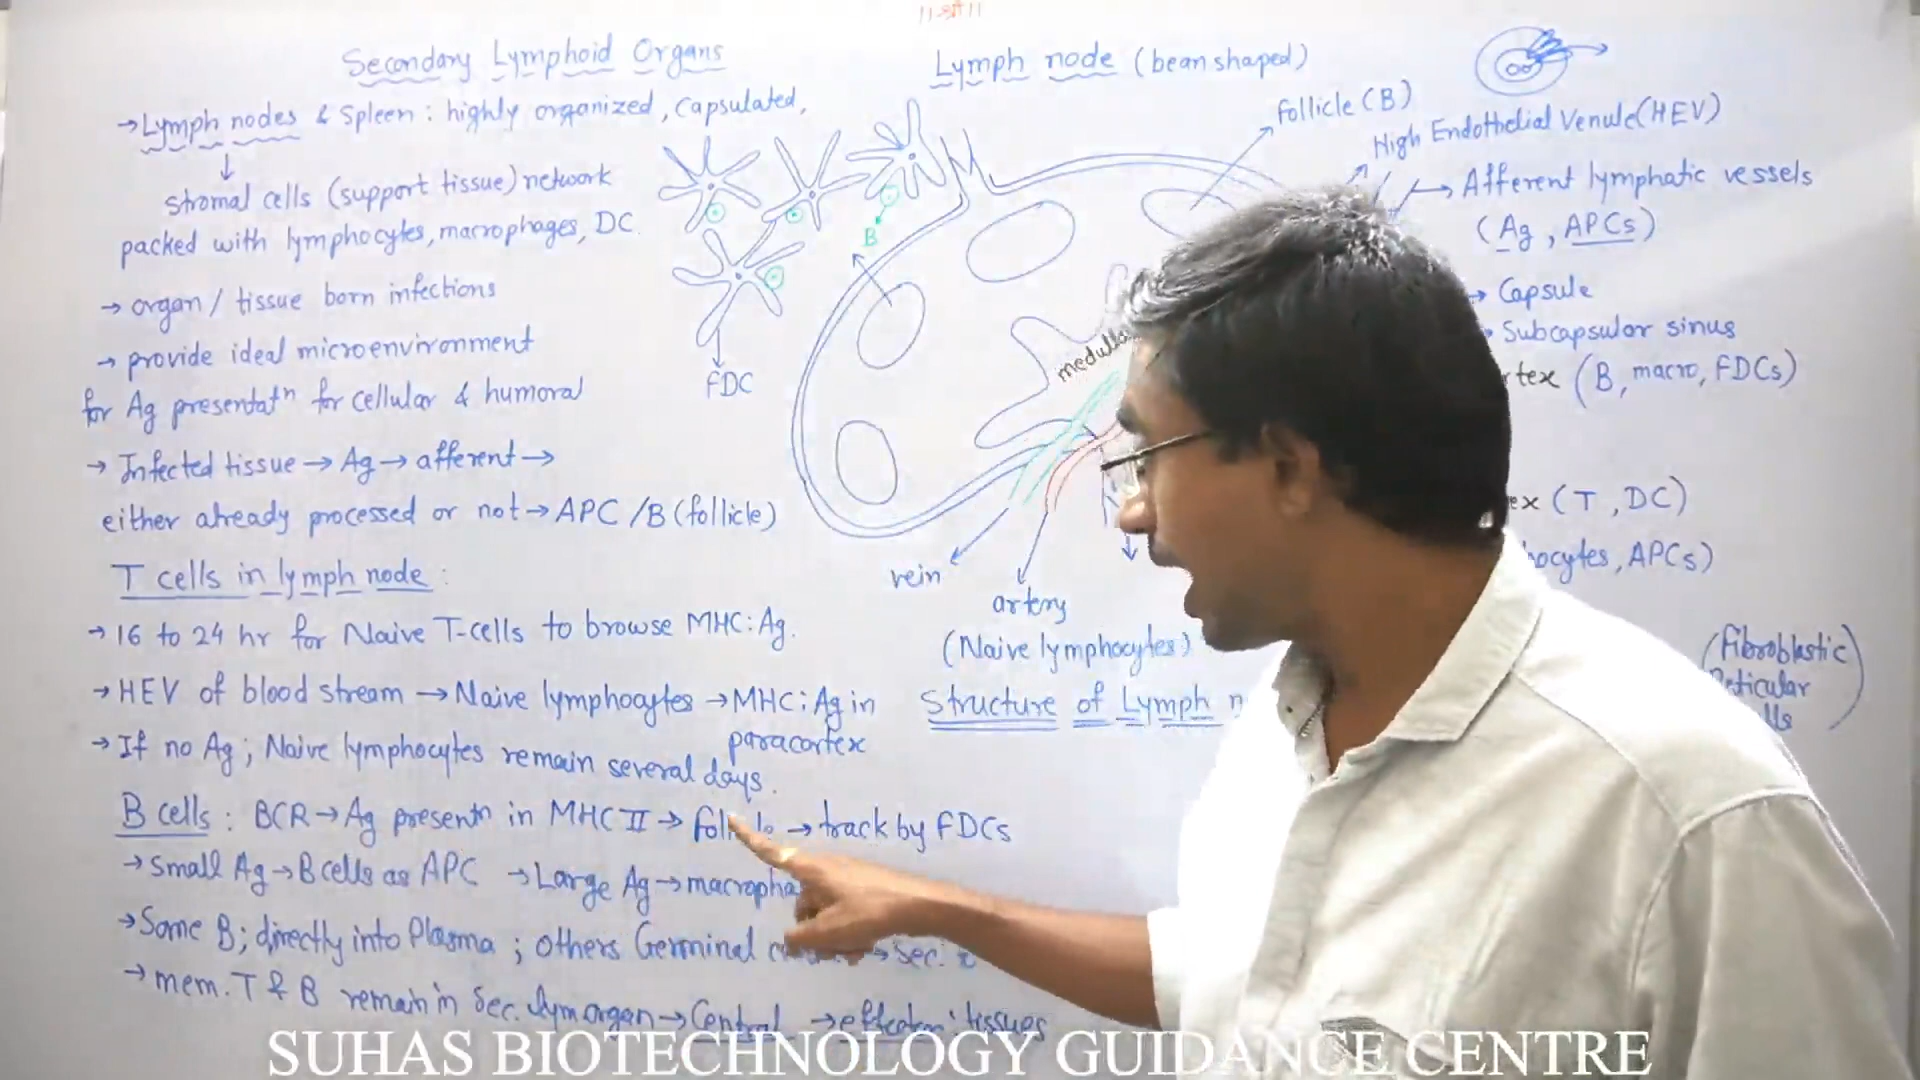 ॥श्री॥
Secondary Lymphoid Organs
→Lymph nodes & Spleen : highly organized, Capsulated,
↓
Stromal cells (support tissue) network
packed with lymphocytes, macrophages, DC
→ organ / tissue born infections
→ provide ideal microenvironment
for Ag presentatn for cellular & humoral
→ Infected tissue → Ag → afferent →
either already processed or not → APC / B (follicle)
T cells in lymph node :
→ 16 to 24 hr for Naive T-cells to browse MHC:Ag.
→ HEV of blood stream → Naive lymphocytes → MHC:Ag in
paracortex
→ If no Ag ; Naive lymphocytes remain several days.
B cells : BCR → Ag presentn in MHC II → → track by FDCs
→ Small Ag → B cells as APC → Large Ag →
→ Some B ; directly into Plasma ; others Germinal → Sec.
→ mem. T & B remain in Sec. lym organ → Central → effector : tissues
B
FDC
Lymph node (bean shaped)
follicle (B)
High Endothelial Venule (HEV)
→ Afferent lymphatic vessels
(Ag, APCs)
→ Capsule
Subcapsular sinus
(B, macro, FDCs)
(T, DC)
APCs)
medulla
vein
artery
(Naive lymphocytes)
Structure of Lymph
(Fibroblastic
SUHAS BIOTECHNOLOGY GUIDANCE CENTRE